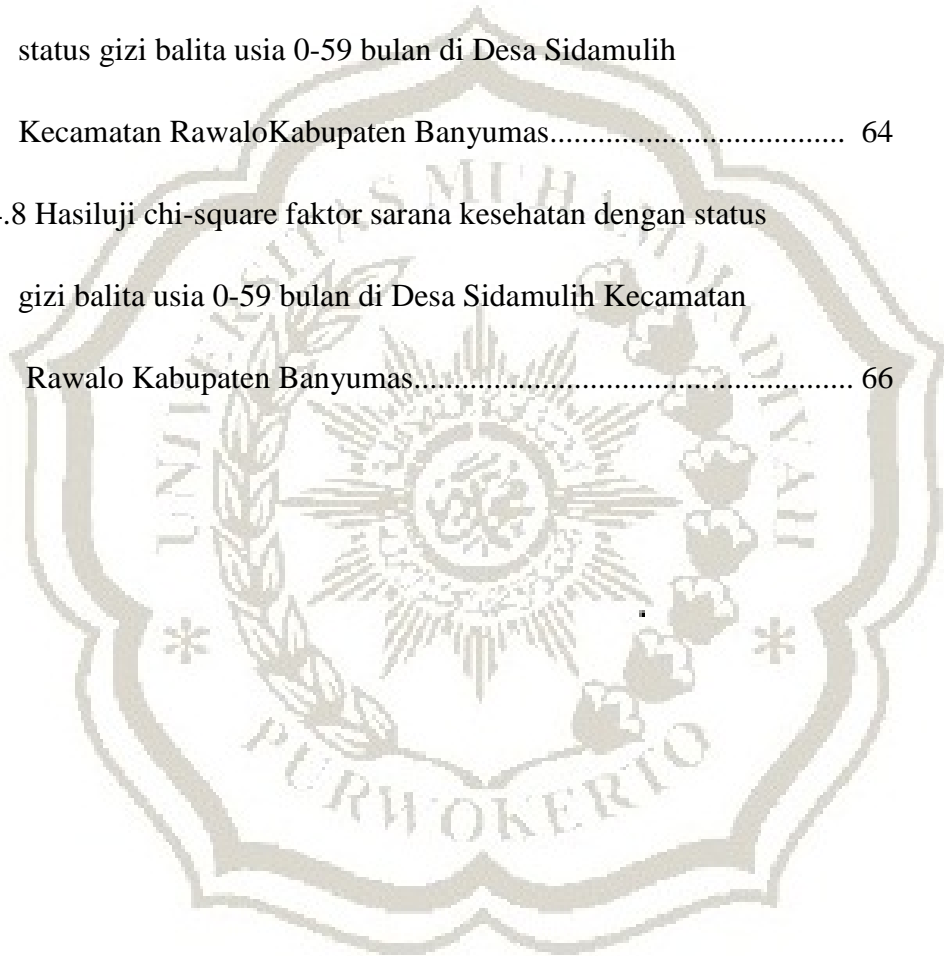 status gizi balita usia 0-59 bulan di Desa Sidamulih
Kecamatan RawaloKabupaten Banyumas..................................... 64
.8 Hasiluji chi-square faktor sarana kesehatan dengan status
gizi balita usia 0-59 bulan di Desa Sidamulih Kecamatan
Rawalo Kabupaten Banyumas....................................................... 66
UNIVERSITAS MUHAMMADIYAH
PURWOKERTO